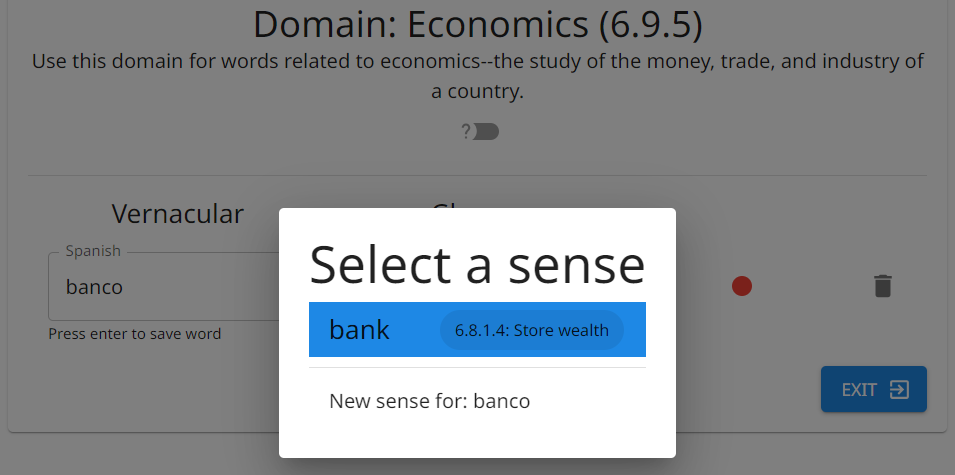 Domain: Economics (6.9.5)
Use this domain for words related to economics--the study of the money, trade, and industry of
a country.
?
Vernacular
Spanish
banco
Press enter to save word
Select a sense
bank 6.8.1.4: Store wealth
New sense for: banco
EXIT